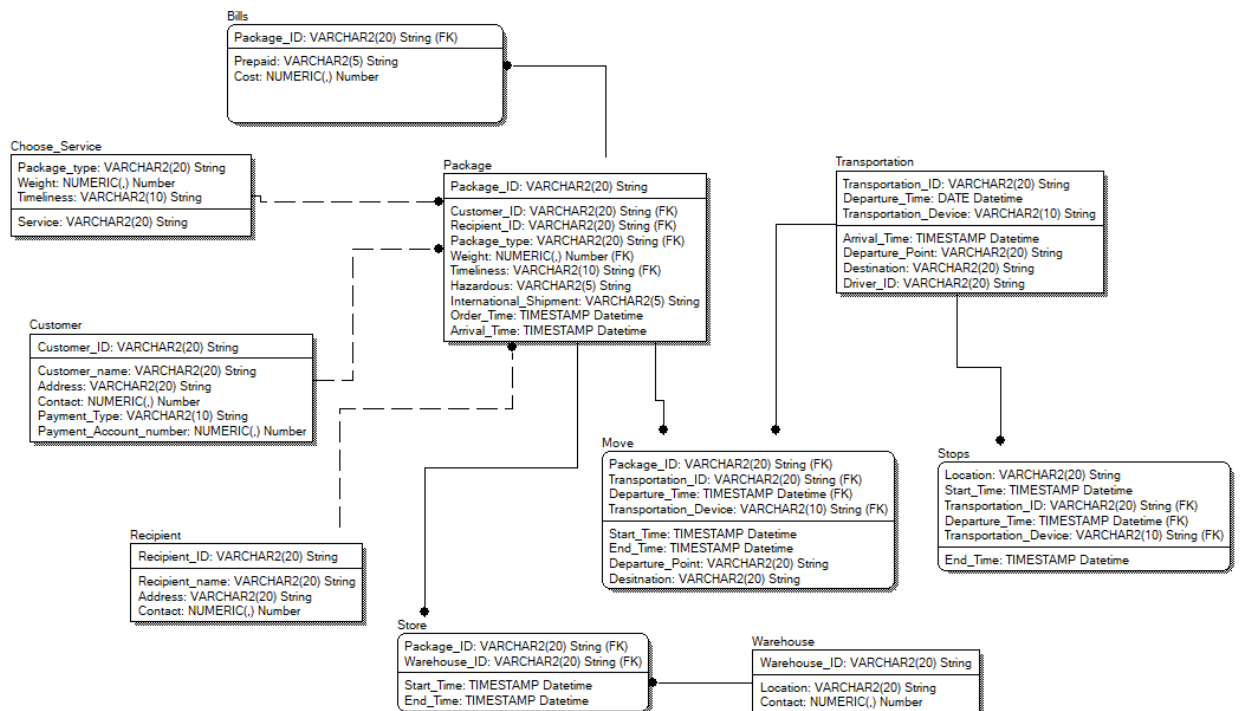 Bills
Package_ID: VARCHAR2(20) String (FK)
Prepaid: VARCHAR2(5) String
Cost: NUMERIC(,) Number
Choose_Service
Package_type: VARCHAR2(20) String
Weight: NUMERIC(,) Number
Timeliness: VARCHAR2(10) String
Service: VARCHAR2(20) String
Package
Package_ID: VARCHAR2(20) String
Customer_ID: VARCHAR2(20) String (FK)
Recipient_ID: VARCHAR2(20) String (FK)
Package_type: VARCHAR2(20) String (FK)
Weight: NUMERIC(,) Number (FK)
Timeliness: VARCHAR2(10) String (FK)
Hazardous: VARCHAR2(5) String
International_Shipment: VARCHAR2(5) String
Order_Time: TIMESTAMP Datetime
Arrival_Time: TIMESTAMP Datetime
Transportation
Transportation_ID: VARCHAR2(20) String
Departure_Time: DATE Datetime
Transportation_Device: VARCHAR2(10) String
Arrival_Time: TIMESTAMP Datetime
Departure_Point: VARCHAR2(20) String
Destination: VARCHAR2(20) String
Driver_ID: VARCHAR2(20) String
Customer
Customer_ID: VARCHAR2(20) String
Customer_name: VARCHAR2(20) String
Address: VARCHAR2(20) String
Contact: NUMERIC(,) Number
Payment_Type: VARCHAR2(10) String
Payment_Account_number: NUMERIC(,) Number
Move
Package_ID: VARCHAR2(20) String (FK)
Transportation_ID: VARCHAR2(20) String (FK)
Departure_Time: TIMESTAMP Datetime (FK)
Transportation_Device: VARCHAR2(10) String (FK)
Start_Time: TIMESTAMP Datetime
End_Time: TIMESTAMP Datetime
Departure_Point: VARCHAR2(20) String
Desitnation: VARCHAR2(20) String
Stops
Location: VARCHAR2(20) String
Start_Time: TIMESTAMP Datetime
Transportation_ID: VARCHAR2(20) String (FK)
Departure_Time: TIMESTAMP Datetime (FK)
Transportation_Device: VARCHAR2(10) String (FK)
End_Time: TIMESTAMP Datetime
Recipient
Recipient_ID: VARCHAR2(20) String
Recipient_name: VARCHAR2(20) String
Address: VARCHAR2(20) String
Contact: NUMERIC(,) Number
Store
Package_ID: VARCHAR2(20) String (FK)
Warehouse_ID: VARCHAR2(20) String (FK)
Start_Time: TIMESTAMP Datetime
End_Time: TIMESTAMP Datetime
Warehouse
Warehouse_ID: VARCHAR2(20) String
Location: VARCHAR2(20) String
Contact: NUMERIC(,) Number